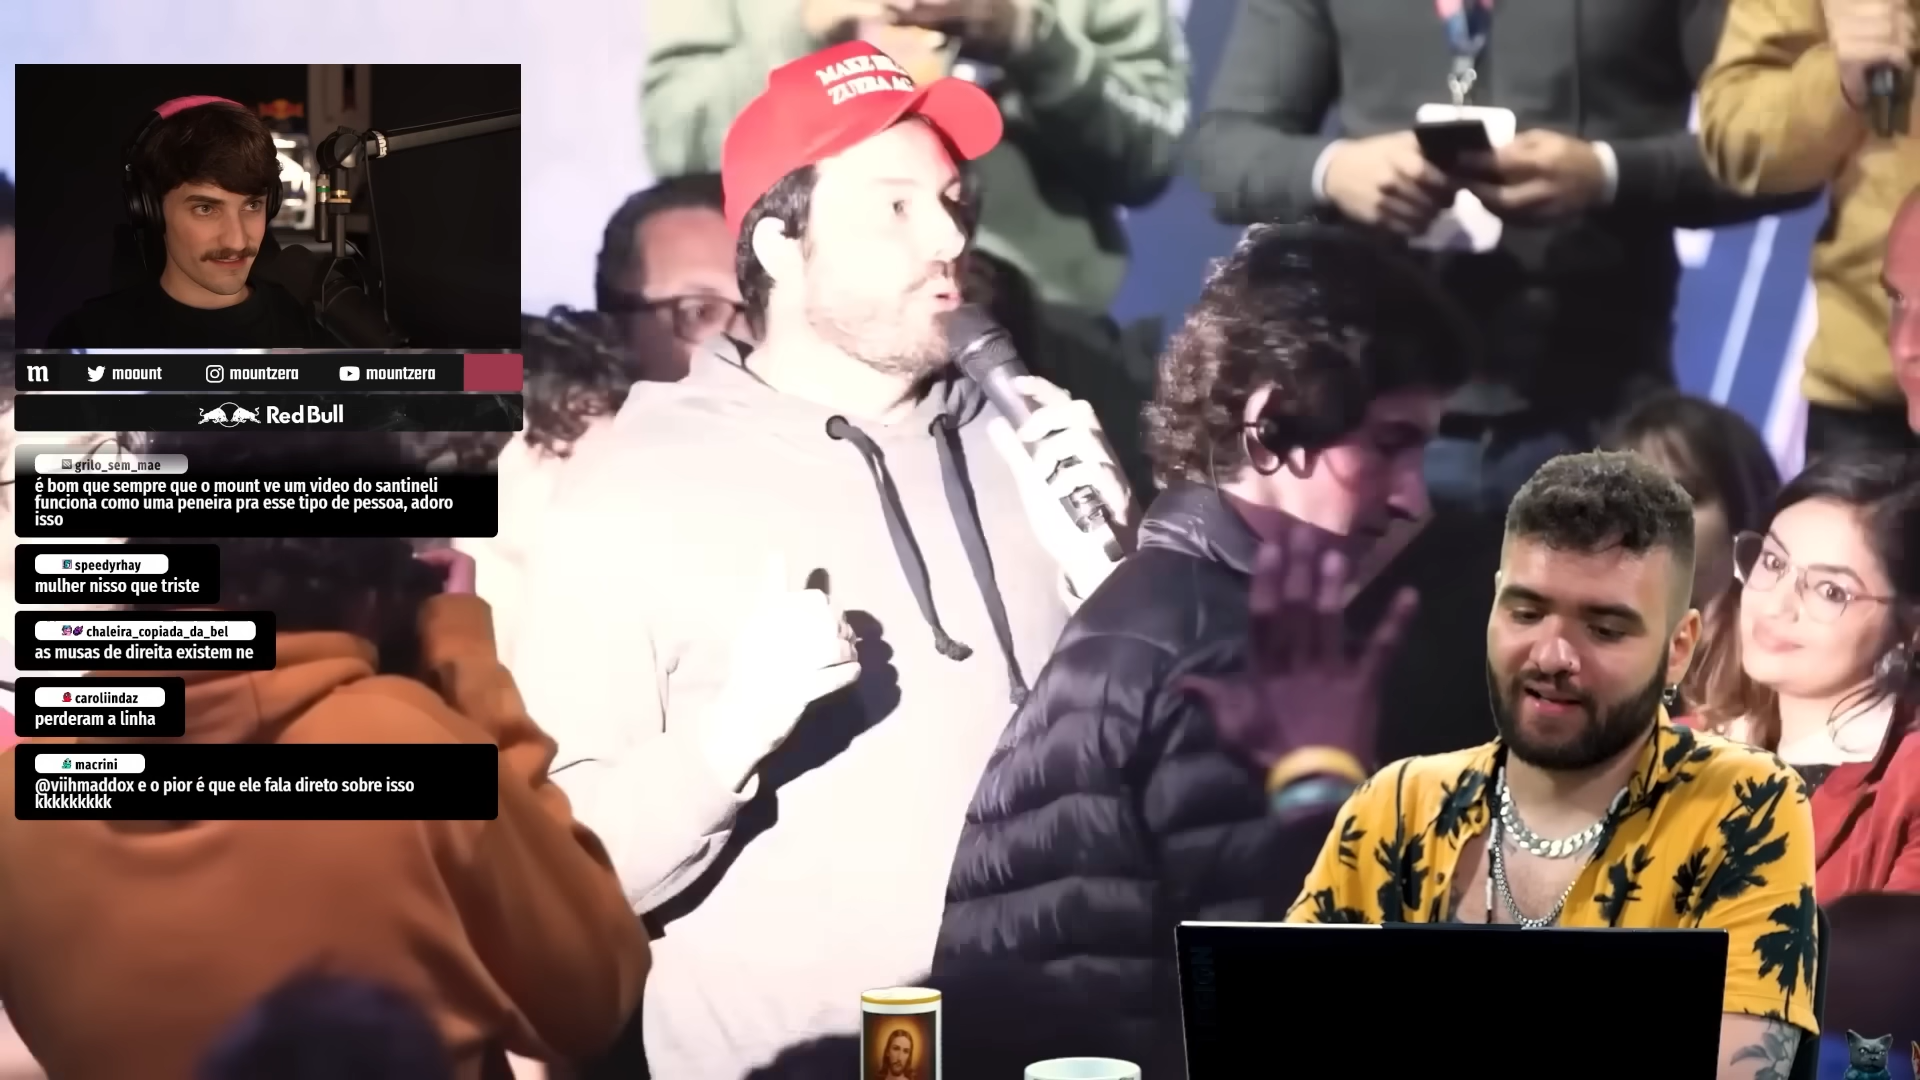 MAKE
ZUERA
m moount mountzera mountzera
Red Bull
grilo_sem_mae
é bom que sempre que o mount ve um video do santineli
funciona como uma peneira pra esse tipo de pessoa, adoro
isso
speedyrhay
mulher nisso que triste
chaleira_copiada_da_bel
as musas de direita existem ne
caroliindaz
perderam a linha
macrini
@viihmaddox e o pior é que ele fala direto sobre isso
kkkkkkkkk